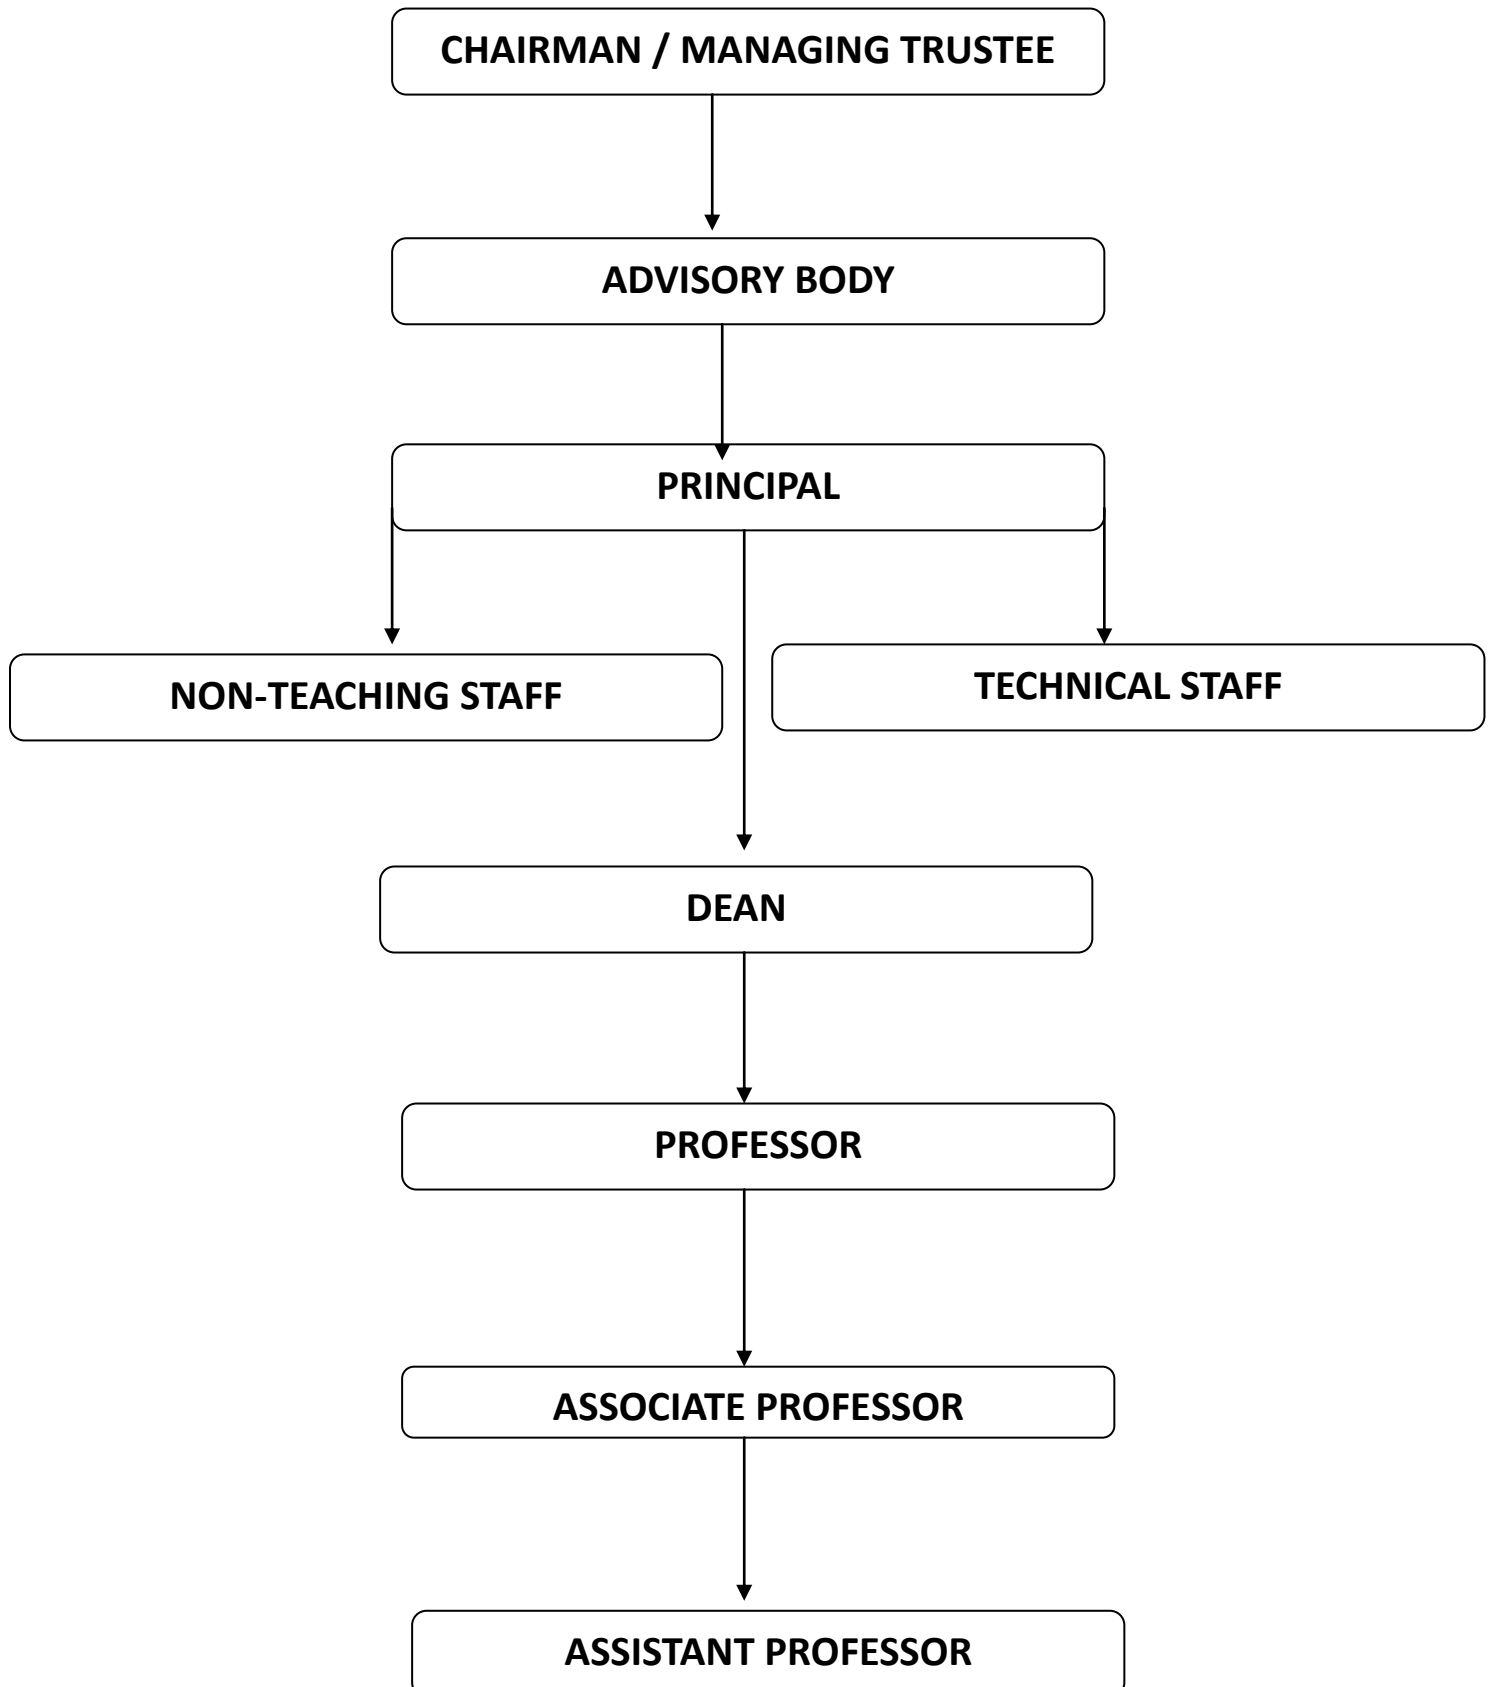 CHAIRMAN / MANAGING TRUSTEE
ADVISORY BODY
PRINCIPAL
NON-TEACHING STAFF
TECHNICAL STAFF
DEAN
PROFESSOR
ASSOCIATE PROFESSOR
ASSISTANT PROFESSOR